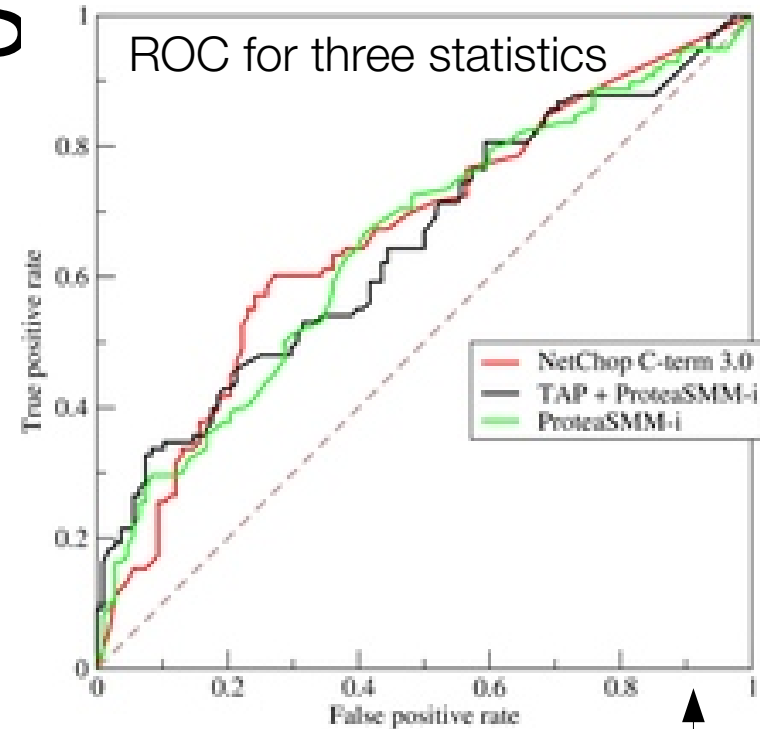 ROC for three statistics
1
0.8
0.6
0.4
0.2
0
True positive rate
NetChop C-term 3.0
TAP + ProteaSMM-i
ProteaSMM-i
0 0.2 0.4 0.6 0.8 1
False positive rate